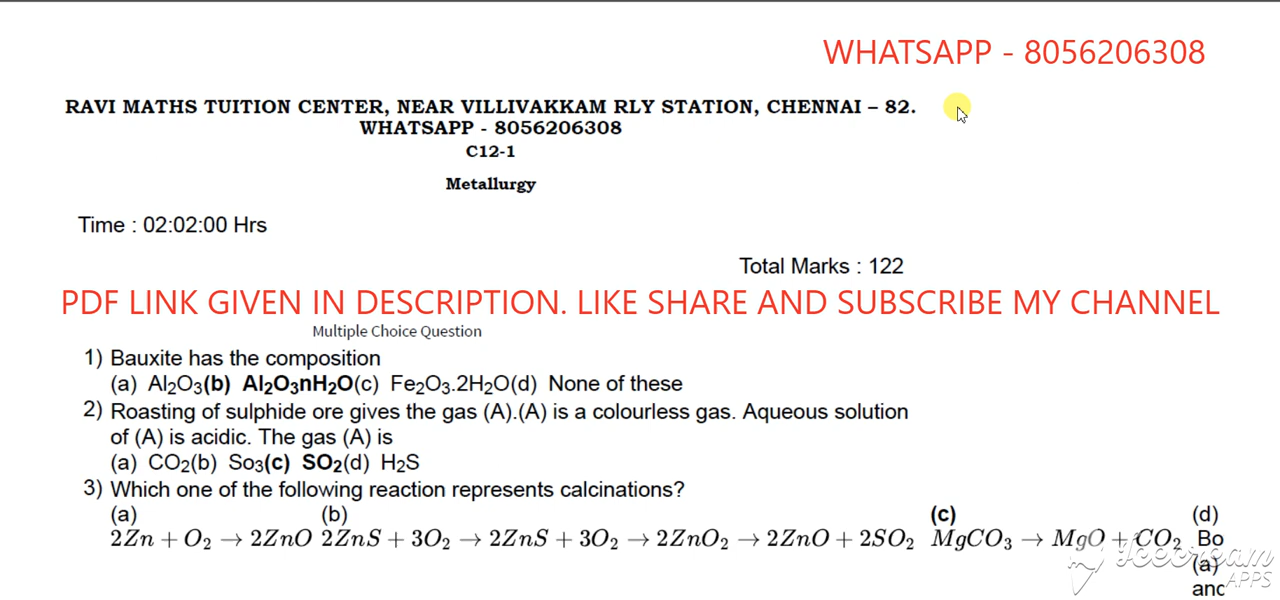 WHATSAPP - 8056206308
RAVI MATHS TUITION CENTER, NEAR VILLIVAKKAM RLY STATION, CHENNAI – 82.
WHATSAPP - 8056206308
C12-1
Metallurgy
Time : 02:02:00 Hrs
Total Marks : 122
PDF LINK GIVEN IN DESCRIPTION. LIKE SHARE AND SUBSCRIBE MY CHANNEL
Multiple Choice Question
1) Bauxite has the composition
(a) Al₂O₃(b) Al₂O₃nH₂O(c) Fe₂O₃.2H₂O(d) None of these
2) Roasting of sulphide ore gives the gas (A).(A) is a colourless gas. Aqueous solution
of (A) is acidic. The gas (A) is
(a) CO₂(b) So₃(c) SO₂(d) H₂S
3) Which one of the following reaction represents calcinations?
(a) (b) (c) (d)
2Zn + O₂ → 2ZnO 2ZnS + 3O₂ → 2ZnS + 3O₂ → 2ZnO₂ → 2ZnO + 2SO₂ MgCO₃ → MgO + CO₂ Bo
(a)
and
Icecream
APPS